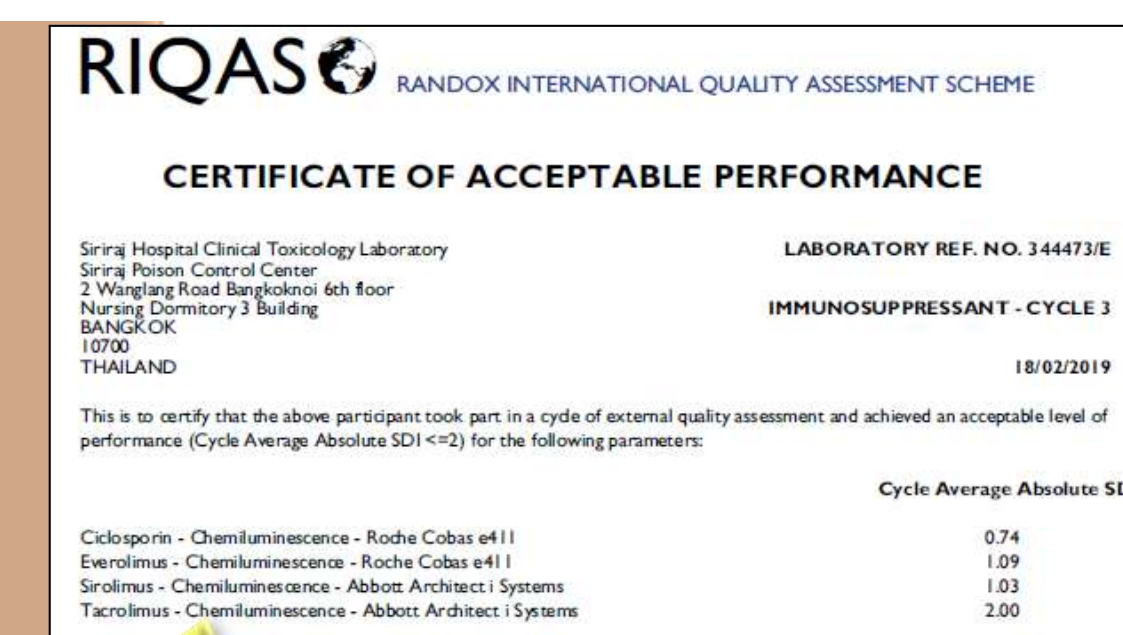 RIQAS RANDOX INTERNATIONAL QUALITY ASSESSMENT SCHEME
CERTIFICATE OF ACCEPTABLE PERFORMANCE
Siriraj Hospital Clinical Toxicology Laboratory
LABORATORY REF. NO. 344473/E
Siriraj Poison Control Center
2 Wanglang Road Bangkoknoi 6th floor
Nursing Dormitory 3 Building
IMMUNOSUPPRESSANT - CYCLE 3
BANGKOK
10700
THAILAND
18/02/2019
This is to certify that the above participant took part in a cycle of external quality assessment and achieved an acceptable level of
performance (Cycle Average Absolute SDI <=2) for the following parameters:
Cycle Average Absolute SD
Ciclosporin - Chemiluminescence - Roche Cobas e411 0.74
Everolimus - Chemiluminescence - Roche Cobas e411 1.09
Sirolimus - Chemiluminescence - Abbott Architect i Systems 1.03
Tacrolimus - Chemiluminescence - Abbott Architect i Systems 2.00